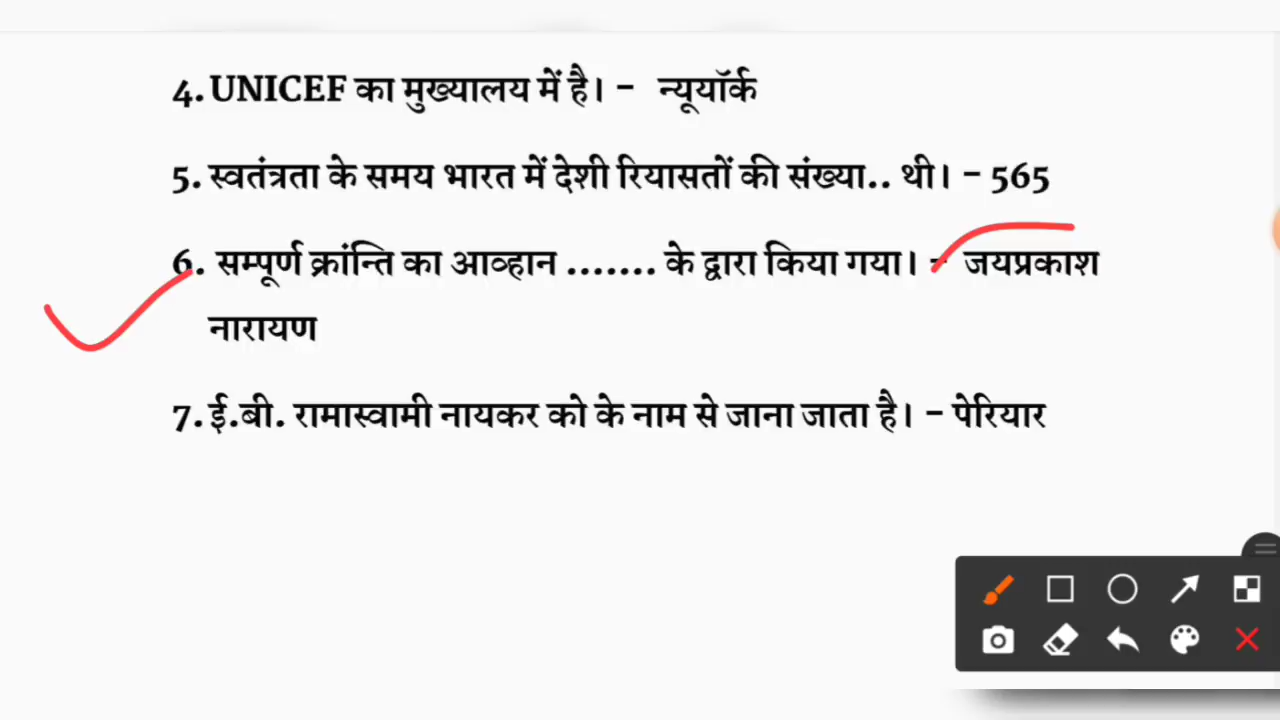 4. UNICEF का मुख्यालय में है। - न्यूयॉर्क
5. स्वतंत्रता के समय भारत में देशी रियासतों की संख्या.. थी। - 565
6. सम्पूर्ण क्रांन्ति का आव्हान ....... के द्वारा किया गया। - जयप्रकाश
नारायण
7. ई.बी. रामास्वामी नायकर को के नाम से जाना जाता है। - पेरियार